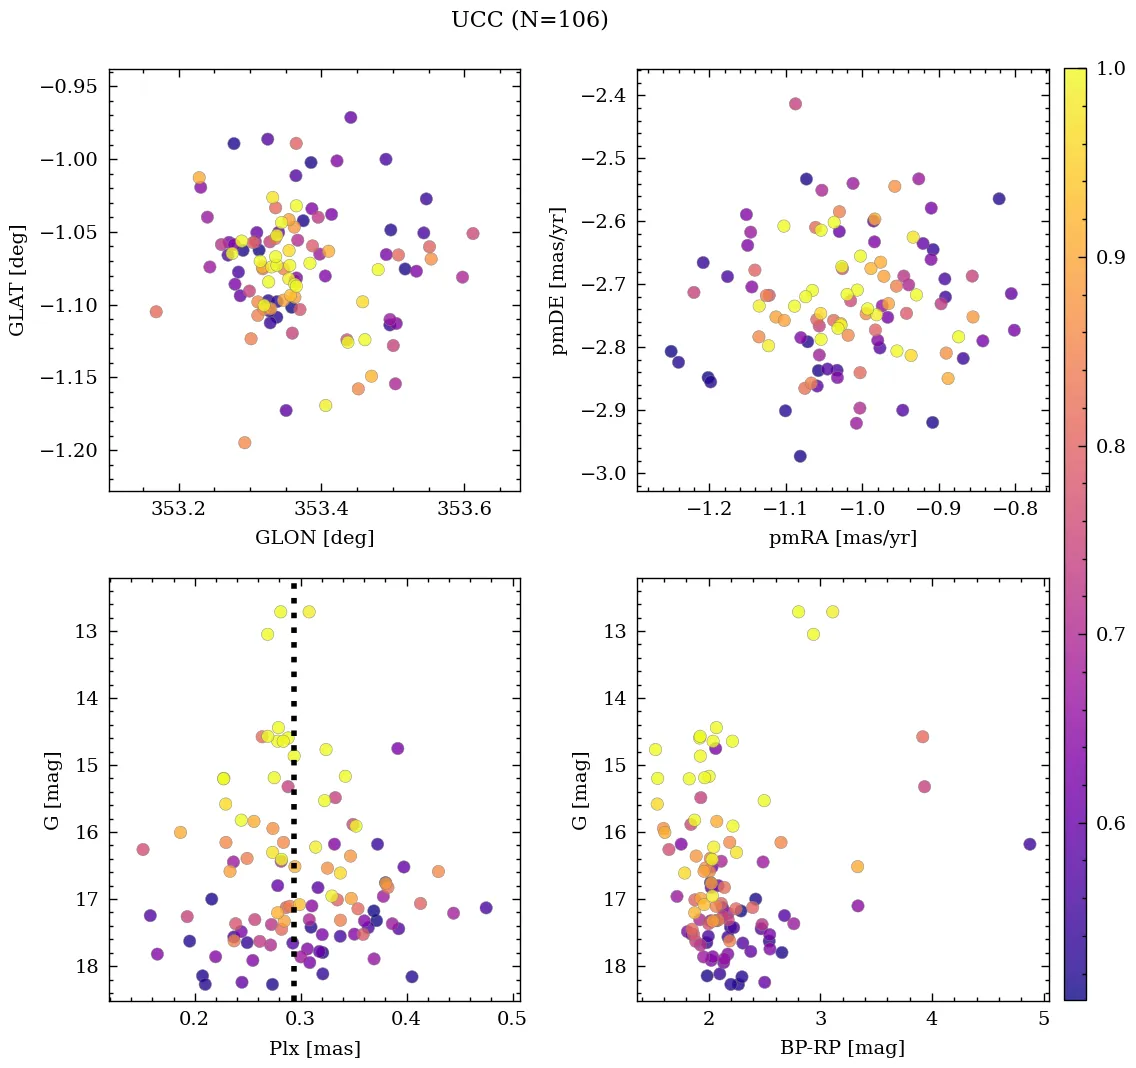 UCC (N=106)
−0.95
−1.00
−1.05
−1.10
−1.15
−1.20
GLAT [deg]
353.2 353.4 353.6
GLON [deg]
−2.4
−2.5
−2.6
−2.7
−2.8
−2.9
−3.0
pmDE [mas/yr]
−1.2 −1.1 −1.0 −0.9 −0.8
pmRA [mas/yr]
13
14
15
16
17
18
G [mag]
0.2 0.3 0.4 0.5
Plx [mas]
13
14
15
16
17
18
G [mag]
2 3 4 5
BP-RP [mag]
1.0
0.9
0.8
0.7
0.6